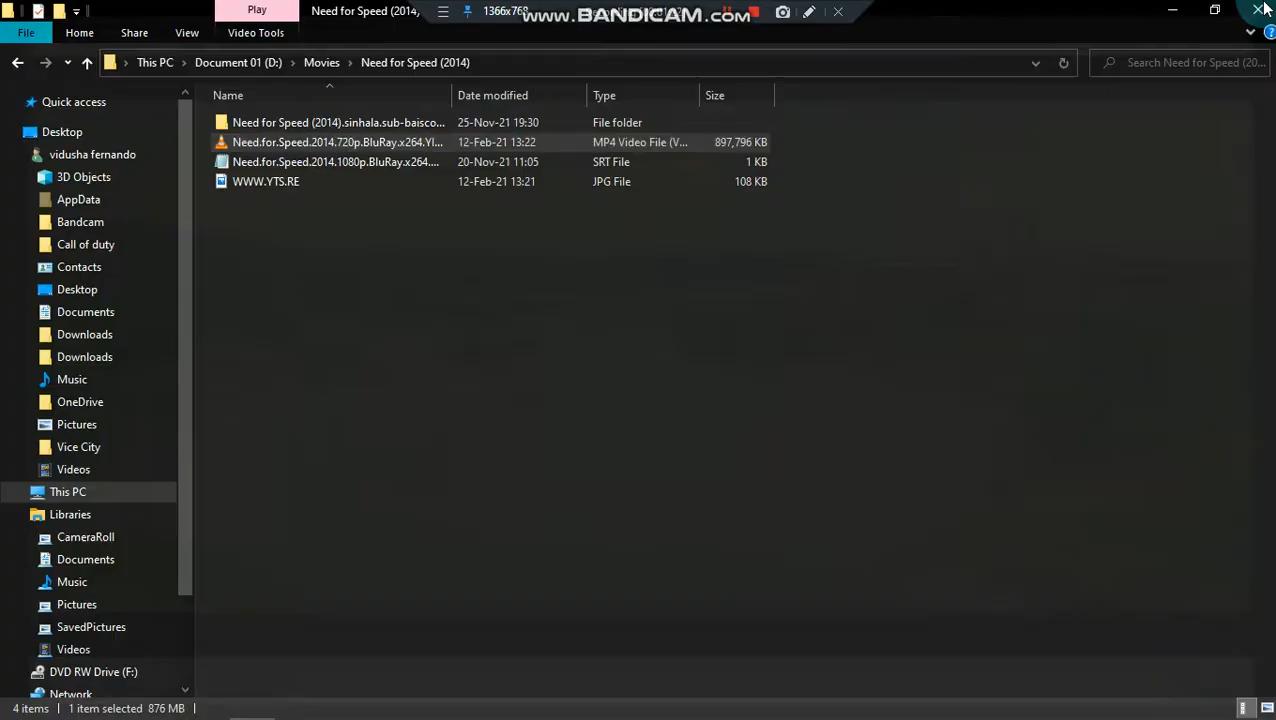 Play
Need for Speed (2014,
1366x768
www.BANDICAM.com
File
Home
Share
View
Video Tools
This PC
Document 01 (D:)
Movies
Need for Speed (2014)
Search Need for Speed (20...
Name
Date modified
Type
Size
Need for Speed (2014).sinhala.sub-baisco...
25-Nov-21 19:30
File folder
Need.for.Speed.2014.720p.BluRay.x264.YI...
12-Feb-21 13:22
MP4 Video File (V...
897,796 KB
Need.for.Speed.2014.1080p.BluRay.x264....
20-Nov-21 11:05
SRT File
1 KB
WWW.YTS.RE
12-Feb-21 13:21
JPG File
108 KB
Quick access
Desktop
vidusha fernando
3D Objects
AppData
Bandcam
Call of duty
Contacts
Desktop
Documents
Downloads
Downloads
Music
OneDrive
Pictures
Vice City
Videos
This PC
Libraries
CameraRoll
Documents
Music
Pictures
SavedPictures
Videos
DVD RW Drive (F:)
Network
4 items
1 item selected 876 MB